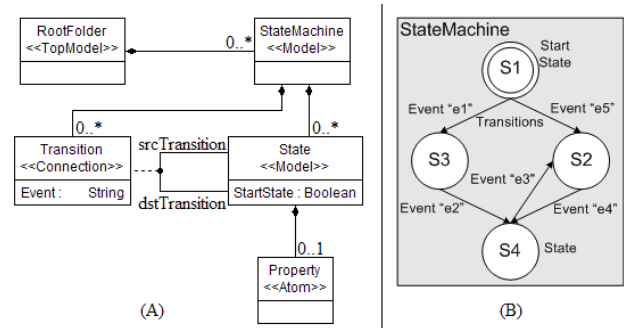 RootFolder
<<TopModel>>
0..*
StateMachine
<<Model>>
0..*
0..*
Transition
<<Connection>>
Event : String
srcTransition
dstTransition
State
<<Model>>
StartState : Boolean
0..1
Property
<<Atom>>
(A)
StateMachine
S1
Start
State
Event "e1"
Event "e5"
Transitions
S3
S2
Event "e3"
Event "e2"
Event "e4"
S4
State
(B)